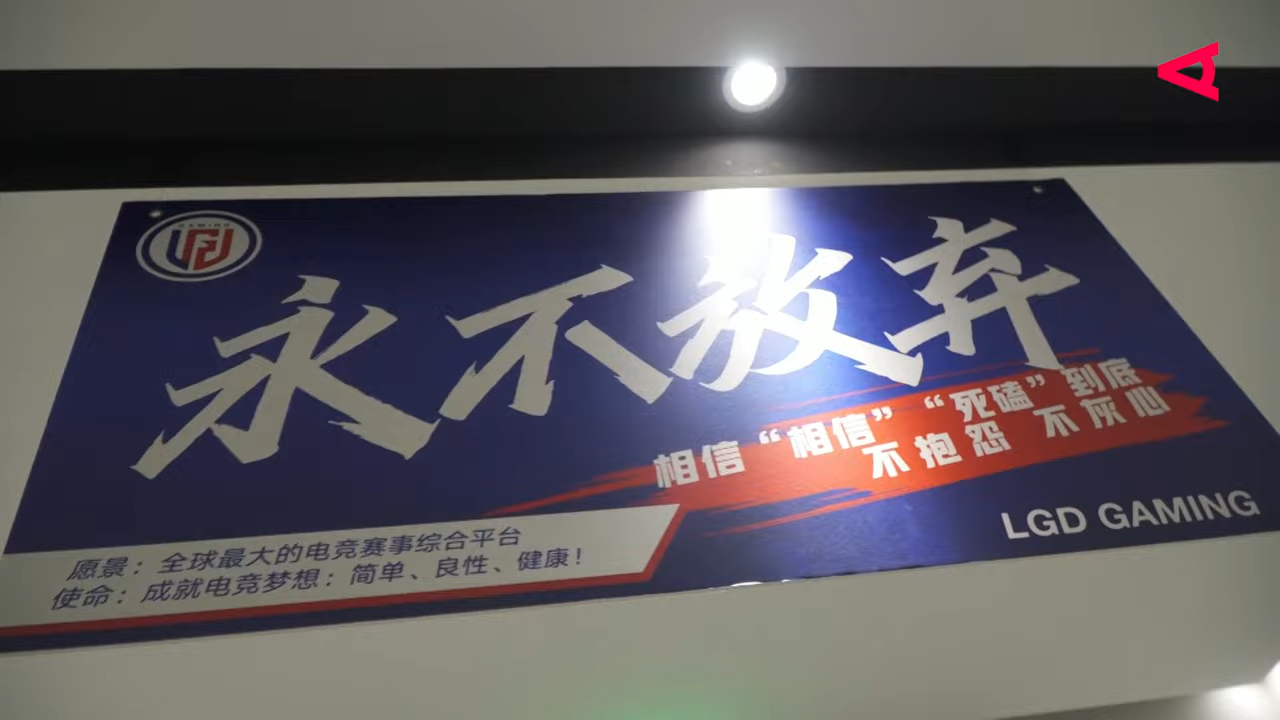 永不放弃
相信“相信” “死磕”到底
不抱怨 不灰心
LGD GAMING
愿景：全球最大的电竞赛事综合平台
使命：成就电竞梦想：简单、良性、健康！